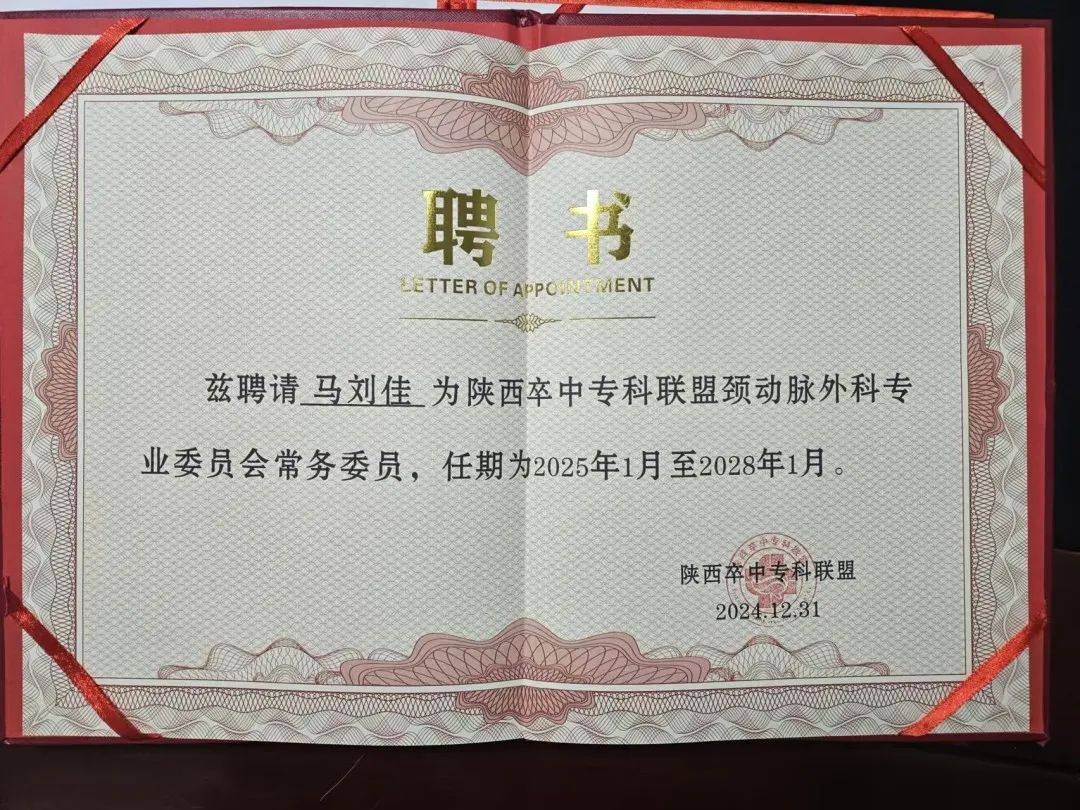 聘书
LETTER OF APPOINTMENT
兹聘请 马刘佳 为陕西卒中专科联盟颈动脉外科专
业委员会常务委员，任期为2025年1月至2028年1月。
陕西卒中专科联盟
2024.12.31